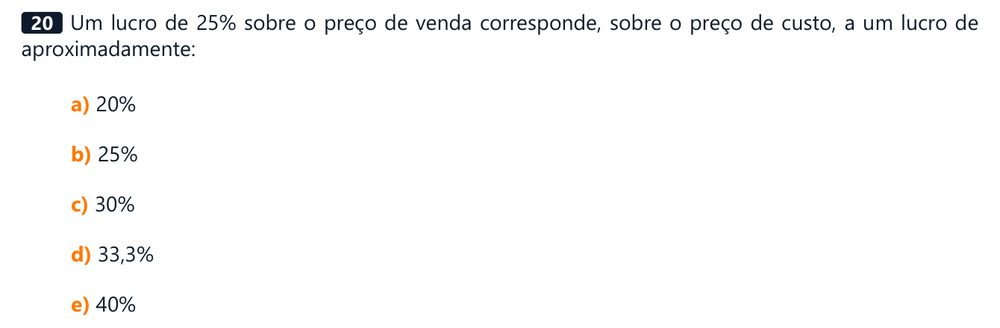 20 Um lucro de 25% sobre o preço de venda corresponde, sobre o preço de custo, a um lucro de
aproximadamente:
a) 20%
b) 25%
c) 30%
d) 33,3%
e) 40%